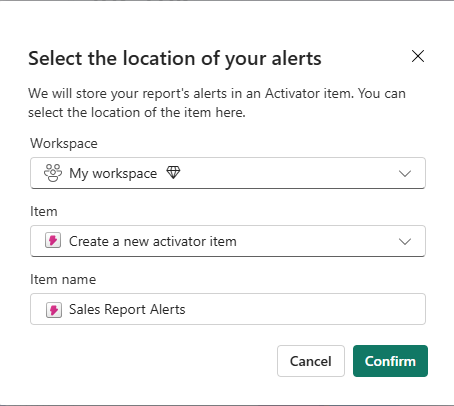 Select the location of your alerts
We will store your report's alerts in an Activator item. You can
select the location of the item here.
Workspace
My workspace
Item
Create a new activator item
Item name
Sales Report Alerts
Cancel Confirm